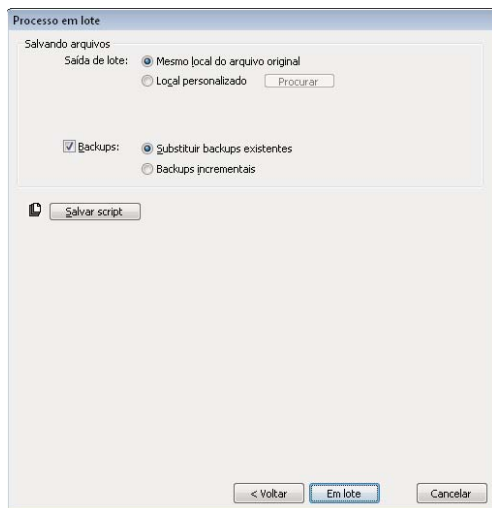 Processo em lote
Salvando arquivos
Saída de lote: Mesmo local do arquivo original
Local personalizado Procurar
Backups: Substituir backups existentes
Backups incrementais
Salvar script
< Voltar Em lote Cancelar